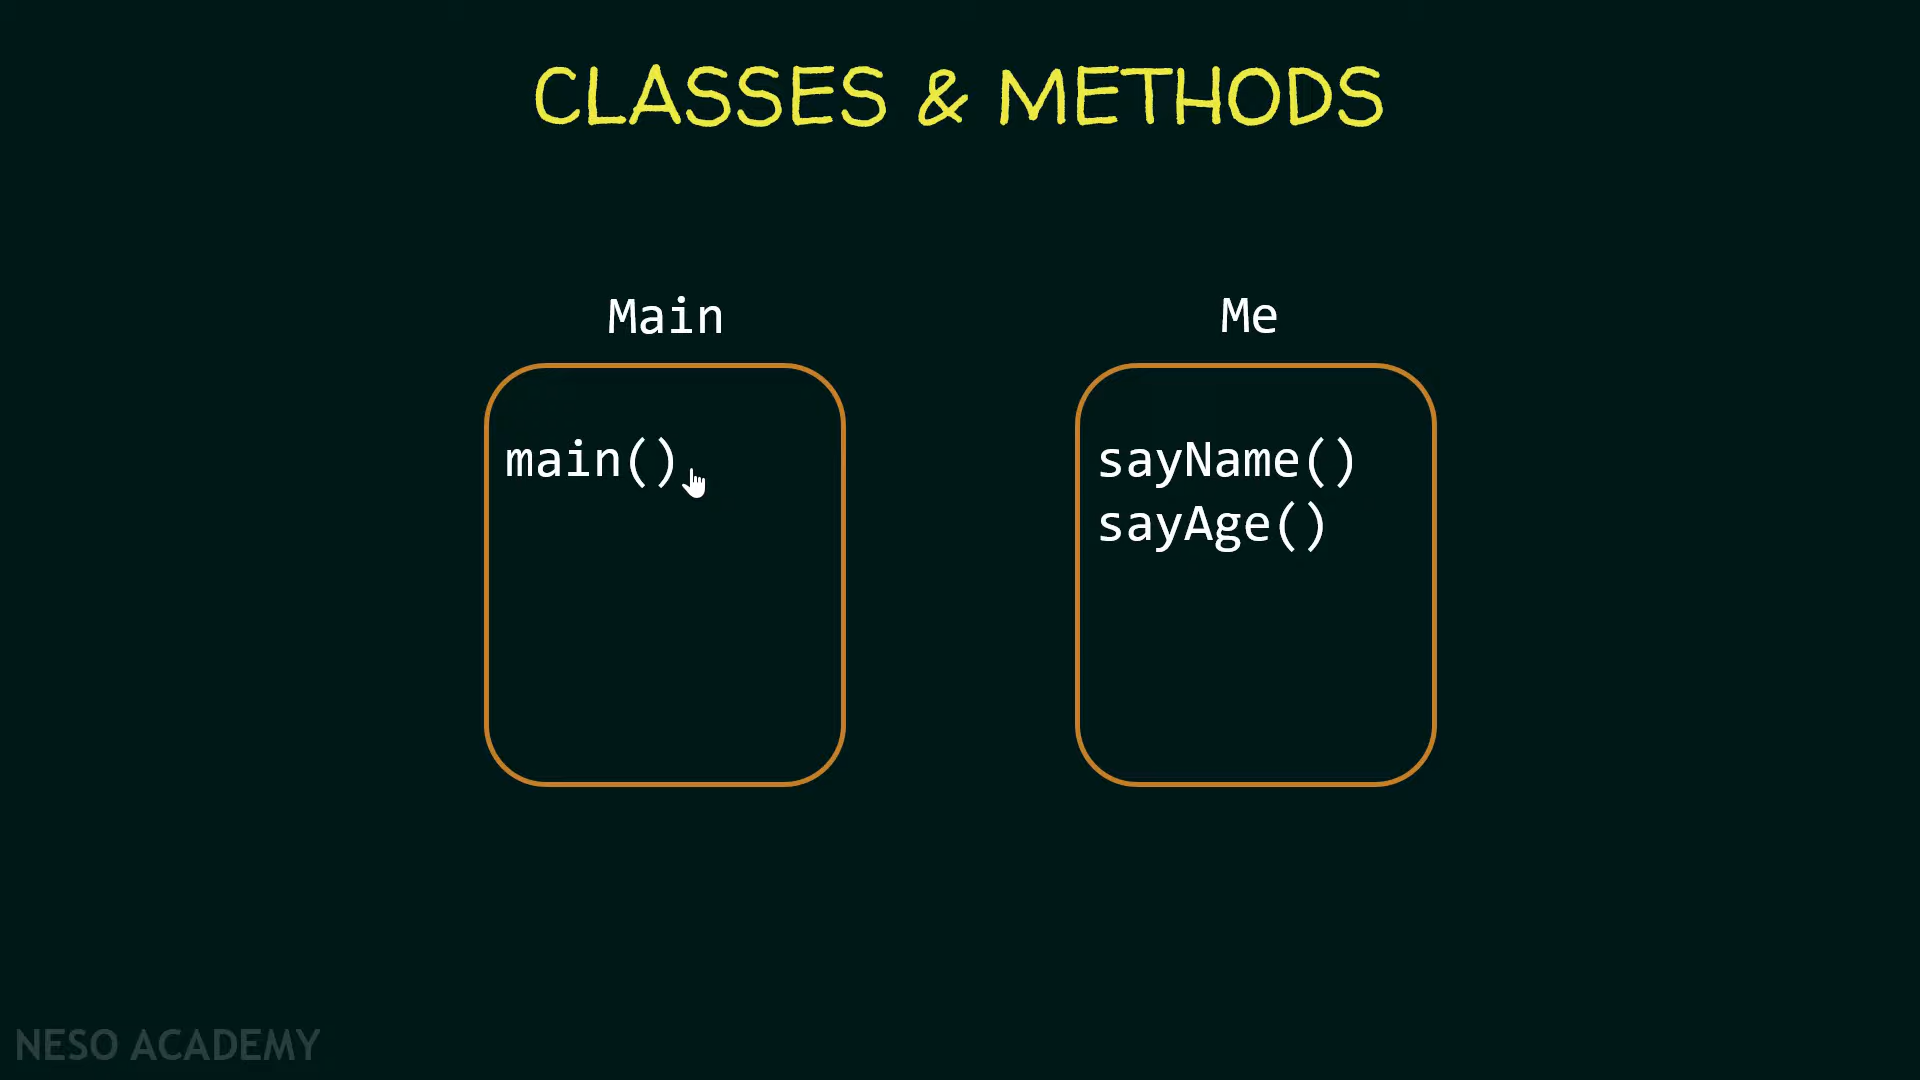 CLASSES & METHODS
Main
main()
Me
sayName()
sayAge()
NESO ACADEMY